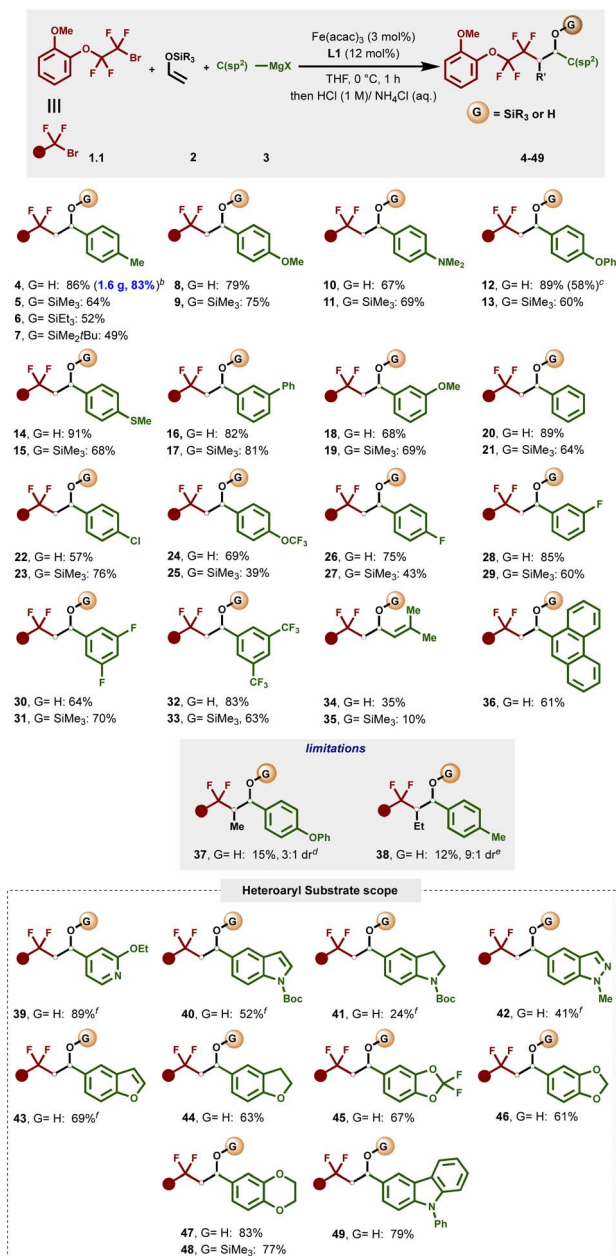 OMe
O
F F
Br
F F
OSiR3
C(sp²) —MgX
Fe(acac)3 (3 mol%)
L1 (12 mol%)
THF, 0 °C, 1 h
then HCl (1 M)/ NH4Cl (aq.)
OMe
O
F F
F F
R'
O
G
C(sp²)
G = SiR3 or H
F F
Br
1.1 2 3 4-49
+ +
F F O G Me
F F O G OMe
F F O G NMe2
F F O G OPh
4, G= H: 86% (1.6 g, 83%)b 8, G= H: 79% 10, G= H: 67% 12, G= H: 89% (58%)c
5, G= SiMe3: 64% 9, G= SiMe3: 75% 11, G= SiMe3: 69% 13, G= SiMe3: 60%
6, G= SiEt3: 52%
7, G= SiMe2tBu: 49%
F F O G SMe
F F O G Ph
F F O G OMe
F F O G
14, G= H: 91% 16, G= H: 82% 18, G= H: 68% 20, G= H: 89%
15, G= SiMe3: 68% 17, G= SiMe3: 81% 19, G= SiMe3: 69% 21, G= SiMe3: 64%
F F O G Cl
F F O G OCF3
F F O G F
F F O G F
22, G= H: 57% 24, G= H: 69% 26, G= H: 75% 28, G= H: 85%
23, G= SiMe3: 76% 25, G= SiMe3: 39% 27, G= SiMe3: 43% 29, G= SiMe3: 60%
F F O G F F
F F O G CF3 CF3
F F O G Me Me
F F O G
30, G= H: 64% 32, G= H, 83% 34, G= H: 35% 36, G= H: 61%
31, G= SiMe3: 70% 33, G= SiMe3, 63% 35, G= SiMe3: 10%
limitations
F F O G Me OPh
F F O G Et Me
37, G= H: 15%, 3:1 drd 38, G= H: 12%, 9:1 dre
Heteroaryl Substrate scope
F F O G OEt N
F F O G N Boc
F F O G N Boc
F F O G N N Me
39, G= H: 89%f 40, G= H: 52%f 41, G= H: 24%f 42, G= H: 41%f
F F O G O
F F O G O
F F O G O O F F
F F O G O O
43, G= H: 69%f 44, G= H: 63% 45, G= H: 67% 46, G= H: 61%
F F O G O O
F F O G N Ph
47, G= H: 83% 49, G= H: 79%
48, G= SiMe3: 77%